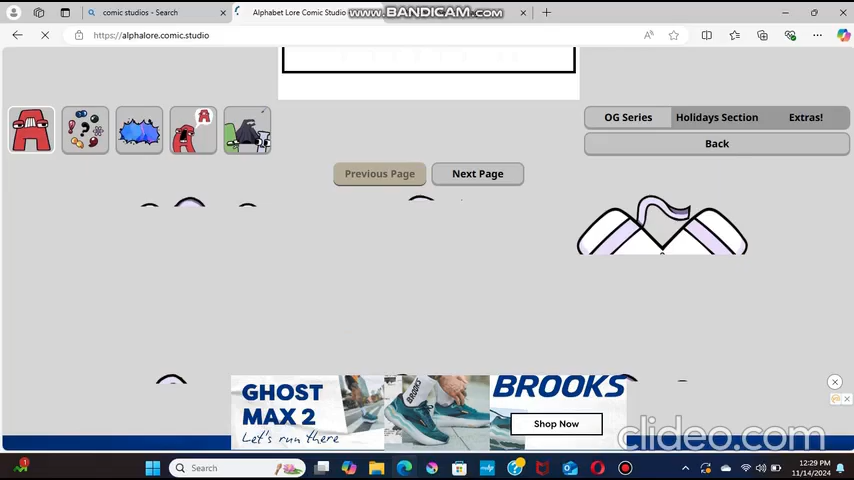 comic studios - Search
Alphabet Lore Comic Studio
www.BANDICAM.com
https://alphalore.comic.studio
A
OG Series
Holidays Section
Extras!
Back
Previous Page
Next Page
GHOST
MAX 2
Let's run there
BROOKS
BROOKS
Shop Now
clideo.com
1
Search
12:29 PM
11/14/2024